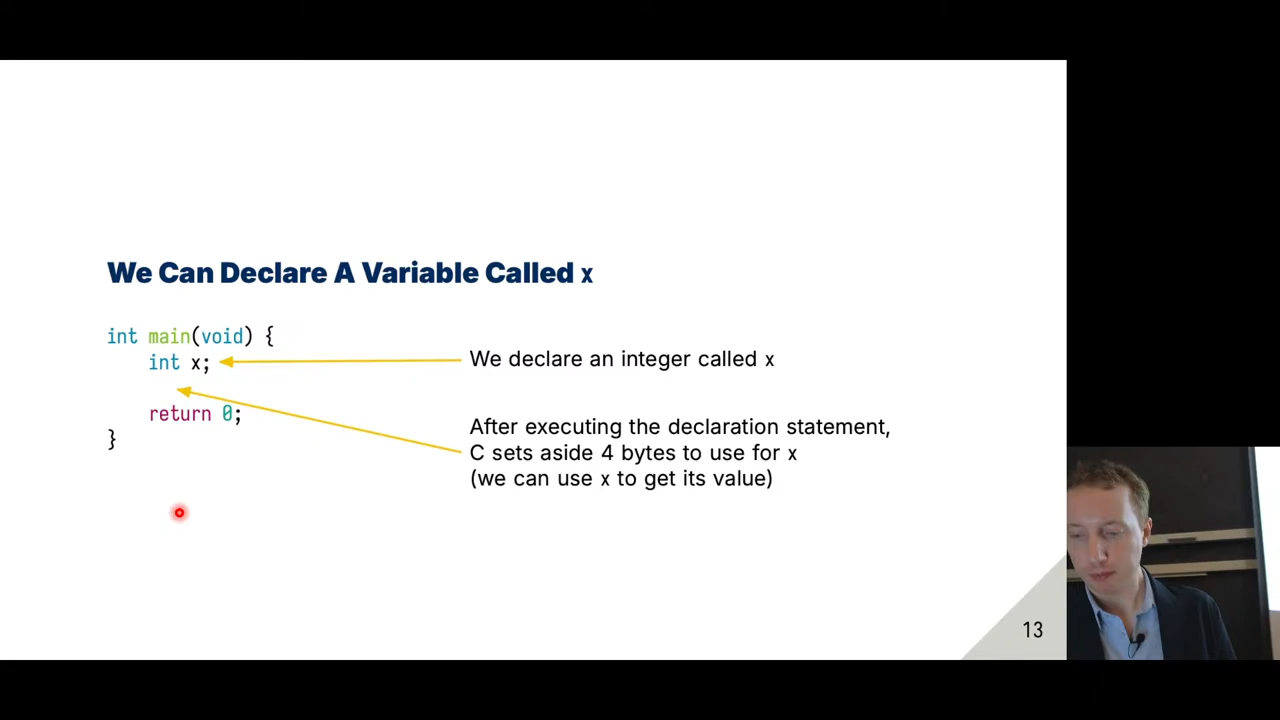 We Can Declare A Variable Called x
int main(void) {
    int x;
    return 0;
}
We declare an integer called x
After executing the declaration statement,
C sets aside 4 bytes to use for x
(we can use x to get its value)
13